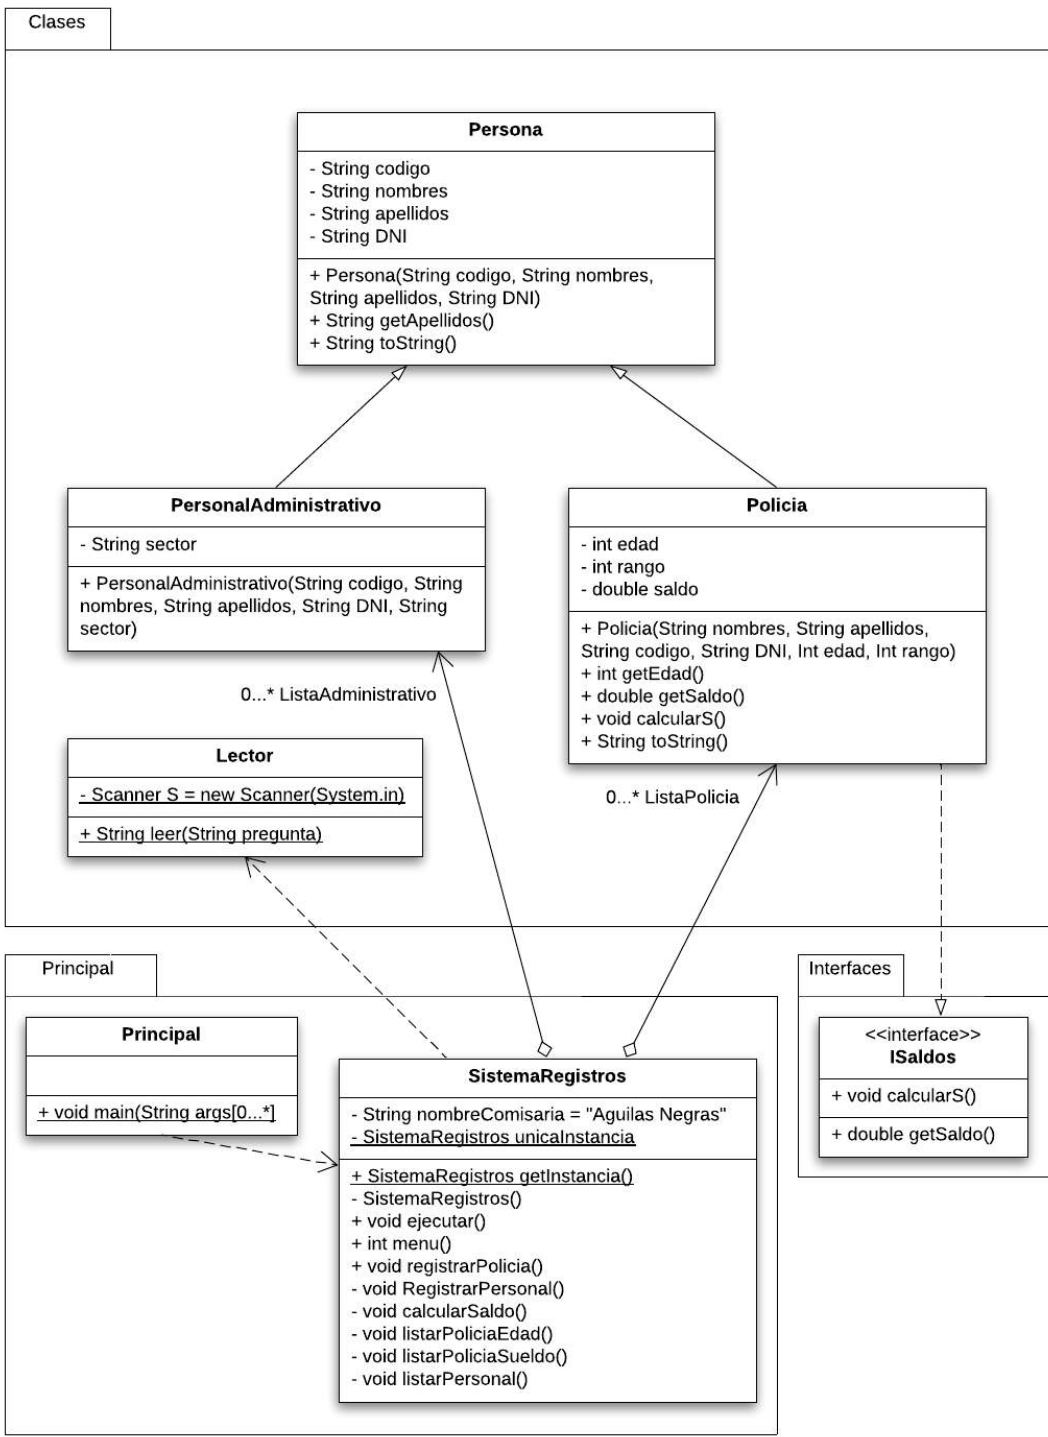 Clases
Persona
- String codigo
- String nombres
- String apellidos
- String DNI
+ Persona(String codigo, String nombres,
String apellidos, String DNI)
+ String getApellidos()
+ String toString()
PersonalAdministrativo
- String sector
+ PersonalAdministrativo(String codigo, String
nombres, String apellidos, String DNI, String
sector)
Policia
- int edad
- int rango
- double saldo
+ Policia(String nombres, String apellidos,
String codigo, String DNI, Int edad, Int rango)
+ int getEdad()
+ double getSaldo()
+ void calcularS()
+ String toString()
0...* ListaAdministrativo
Lector
- Scanner S = new Scanner(System.in)
+ String leer(String pregunta)
0...* ListaPolicia
Principal
Principal
+ void main(String args[0...*]
SistemaRegistros
- String nombreComisaria = "Aguilas Negras"
- SistemaRegistros unicaInstancia
+ SistemaRegistros getInstancia()
- SistemaRegistros()
+ void ejecutar()
+ int menu()
+ void registrarPolicia()
- void RegistrarPersonal()
- void calcularSaldo()
- void listarPoliciaEdad()
- void listarPoliciaSueldo()
- void listarPersonal()
Interfaces
<<interface>>
ISaldos
+ void calcularS()
+ double getSaldo()